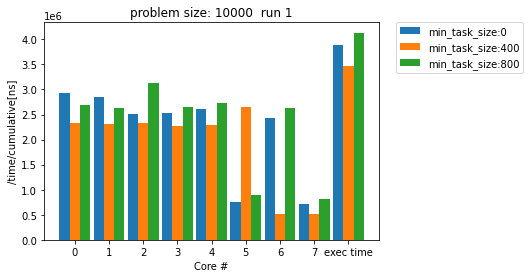 problem size: 10000  run 1
1e6
4.0
3.5
3.0
2.5
2.0
1.5
1.0
0.5
0.0
/time/cumulative[ns]
0 1 2 3 4 5 6 7 exec time
Core #
min_task_size:0
min_task_size:400
min_task_size:800